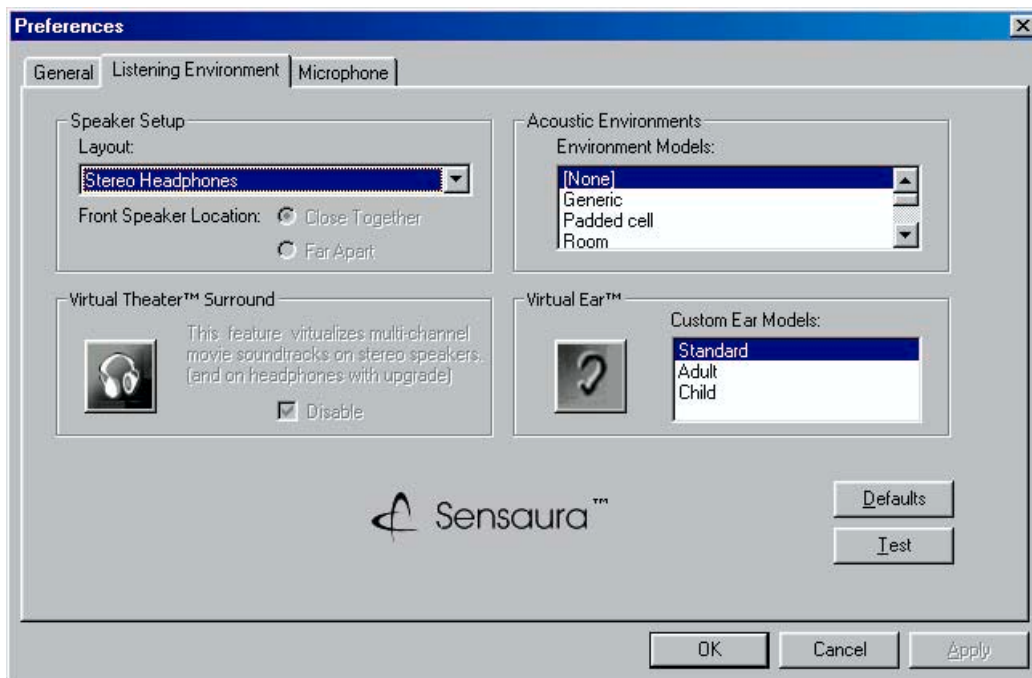 Preferences
General
Listening Environment
Microphone
Speaker Setup
Layout:
Stereo Headphones
Front Speaker Location:
Close Together
Far Apart
Acoustic Environments
Environment Models:
[None]
Generic
Padded cell
Room
Virtual Theater™ Surround
This feature virtualizes multi-channel
movie soundtracks on stereo speakers.
(and on headphones with upgrade)
Disable
Virtual Ear™
Custom Ear Models:
Standard
Adult
Child
Sensaura™
Defaults
Test
OK
Cancel
Apply